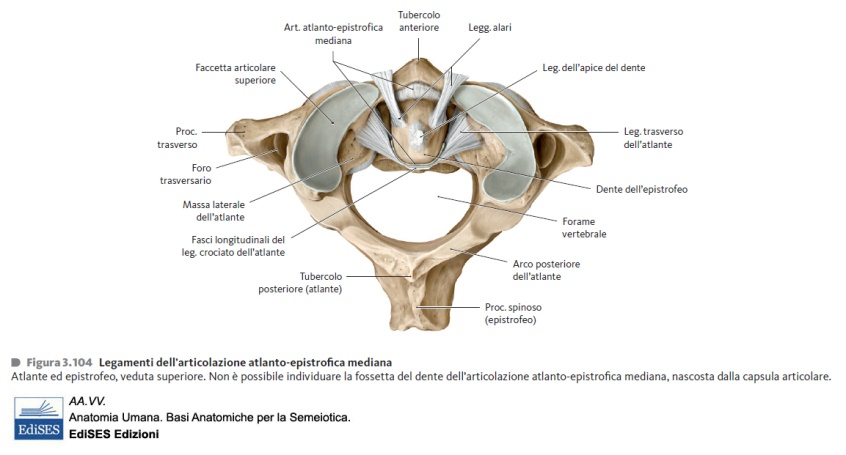 Tubercolo
anteriore
Art. atlanto-epistrofica
mediana
Legg. alari
Faccetta articolare
superiore
Leg. dell'apice del dente
Proc.
trasverso
Leg. trasverso
dell'atlante
Foro
trasversario
Dente dell'epistrofeo
Massa laterale
dell'atlante
Forame
vertebrale
Fasci longitudinali del
leg. crociato dell'atlante
Arco posteriore
dell'atlante
Tubercolo
posteriore (atlante)
Proc. spinoso
(epistrofeo)
Figura 3.104 Legamenti dell'articolazione atlanto-epistrofica mediana
Atlante ed epistrofeo, veduta superiore. Non è possibile individuare la fossetta del dente dell'articolazione atlanto-epistrofica mediana, nascosta dalla capsula articolare.
AA.VV.
Anatomia Umana. Basi Anatomiche per la Semeiotica.
EdiSES Edizioni
EdiSES